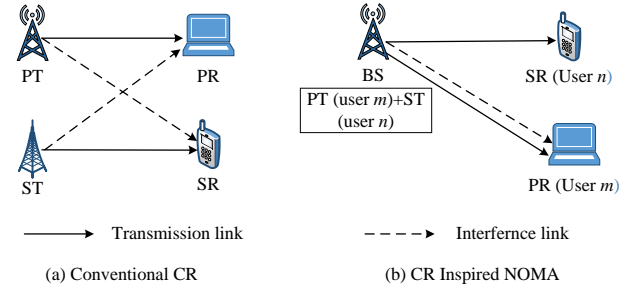 PT
PR
ST
SR
BS
PT (user m)+ST
(user n)
SR (User n)
PR (User m)
Transmission link
Interfernce link
(a) Conventional CR
(b) CR Inspired NOMA